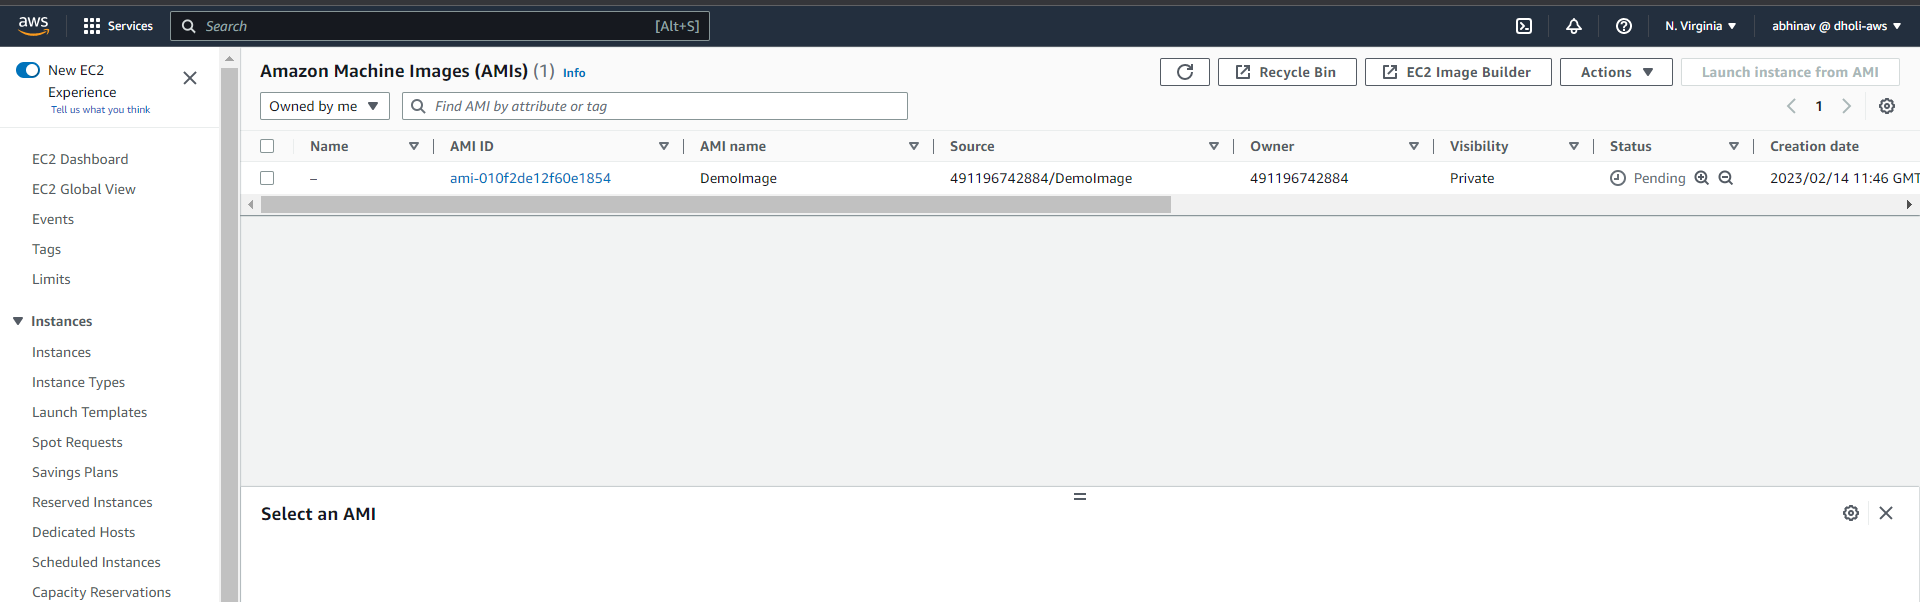 aws Services Search [Alt+S] N. Virginia abhinav @ dholi-aws
New EC2
Experience
Tell us what you think
EC2 Dashboard
EC2 Global View
Events
Tags
Limits
Instances
Instances
Instance Types
Launch Templates
Spot Requests
Savings Plans
Reserved Instances
Dedicated Hosts
Scheduled Instances
Capacity Reservations
Amazon Machine Images (AMIs) (1) Info Recycle Bin EC2 Image Builder Actions Launch instance from AMI
Owned by me Find AMI by attribute or tag 1
Name AMI ID AMI name Source Owner Visibility Status Creation date
– ami-010f2de12f60e1854 DemoImage 491196742884/DemoImage 491196742884 Private Pending 2023/02/14 11:46 GMT
Select an AMI